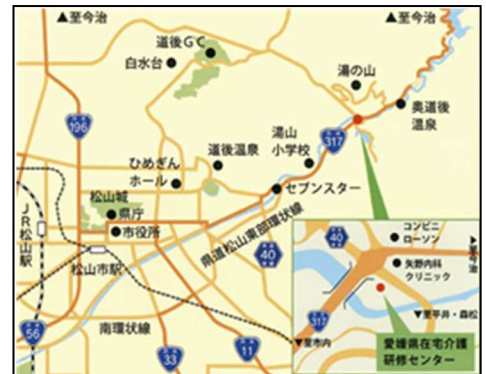 ▲至今治
▲至今治
道後GC
白水台
湯の山
奥道後
温泉
196
317
湯山
小学校
ひめぎん
ホール
道後温泉
セブンスター
松山城
県庁
市役所
JR松山駅
松山市駅
県道松山東部環状線
40
南環状線
56
33
11
40
コンビニ
ローソン
▲至今治
矢野内科
クリニック
317
▼至平井・森松
▼至市内
愛媛県在宅介護
研修センター